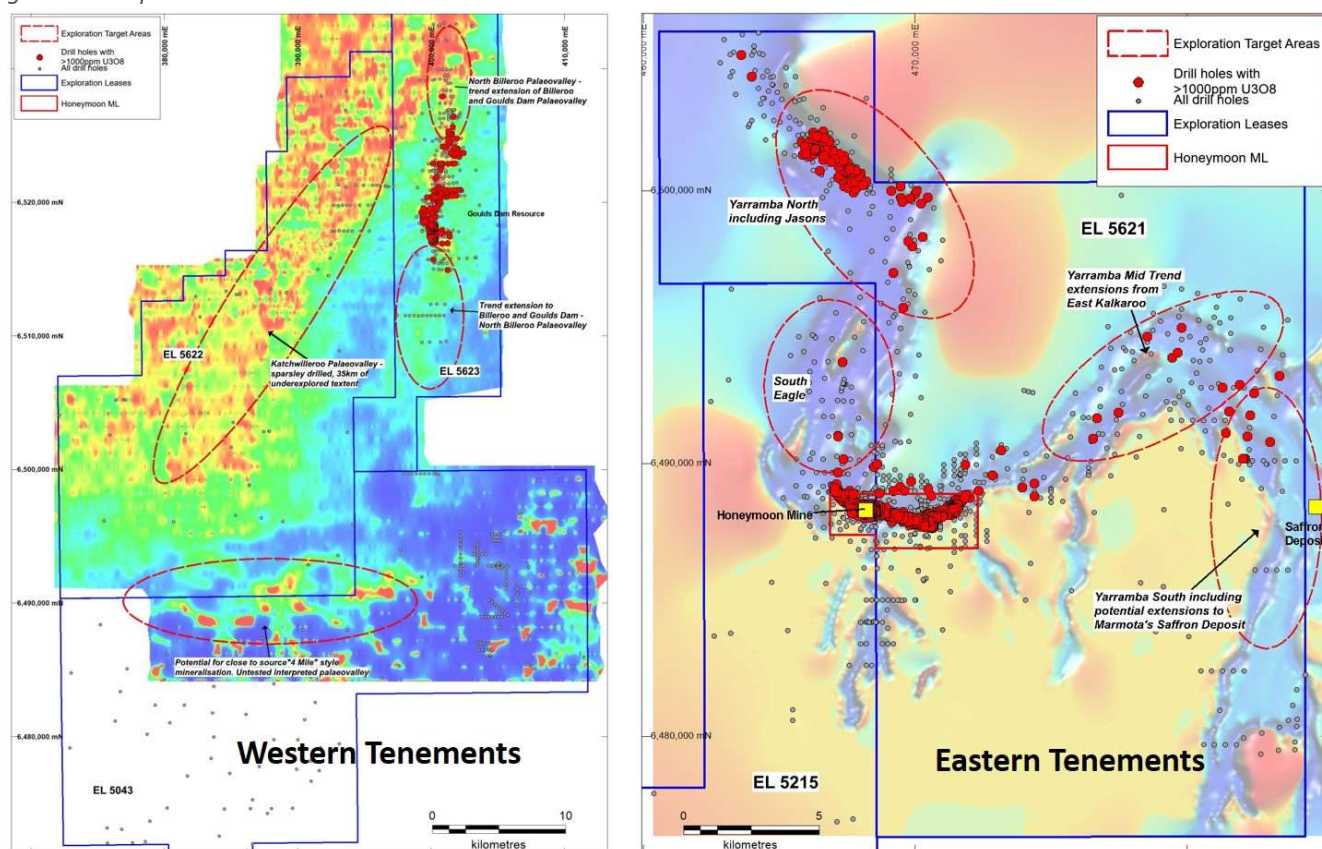 380,000 mE
390,000 mE
400,000 mE
410,000 mE
Exploration Target Areas
Drill holes with
>1000ppm U3O8
All drill holes
Exploration Leases
Honeymoon ML
North Billeroo Palaeovalley -
trend extension of Billeroo
and Goulds Dam Palaeovalley
6,520,000 mN
Goulds Dam Resource
Trend extension to
Billeroo and Goulds Dam -
North Billeroo Palaeovalley
6,510,000 mN
EL 5622
Katchwilleroo Palaeovalley -
sparsley drilled, 35km of
underexplored textent
EL 5623
6,500,000 mN
6,490,000 mN
Potential for close to source"4 Mile" style
mineralisation. Untested interpreted palaeovalley
6,480,000 mN
Western Tenements
EL 5043
0
10
kilometres
460,000 mE
470,000 mE
Exploration Target Areas
Drill holes with
>1000ppm U3O8
All drill holes
Exploration Leases
Honeymoon ML
6,500,000 mN
Yarramba North
including Jasons
EL 5621
Yarramba Mid Trend
extensions from
East Kalkaroo
South
Eagle
6,490,000 mN
Honeymoon Mine
Saffron
Deposit
Yarramba South including
potential extensions to
Marmota's Saffron Deposit
6,480,000 mN
Eastern Tenements
EL 5215
0
5
kilometres